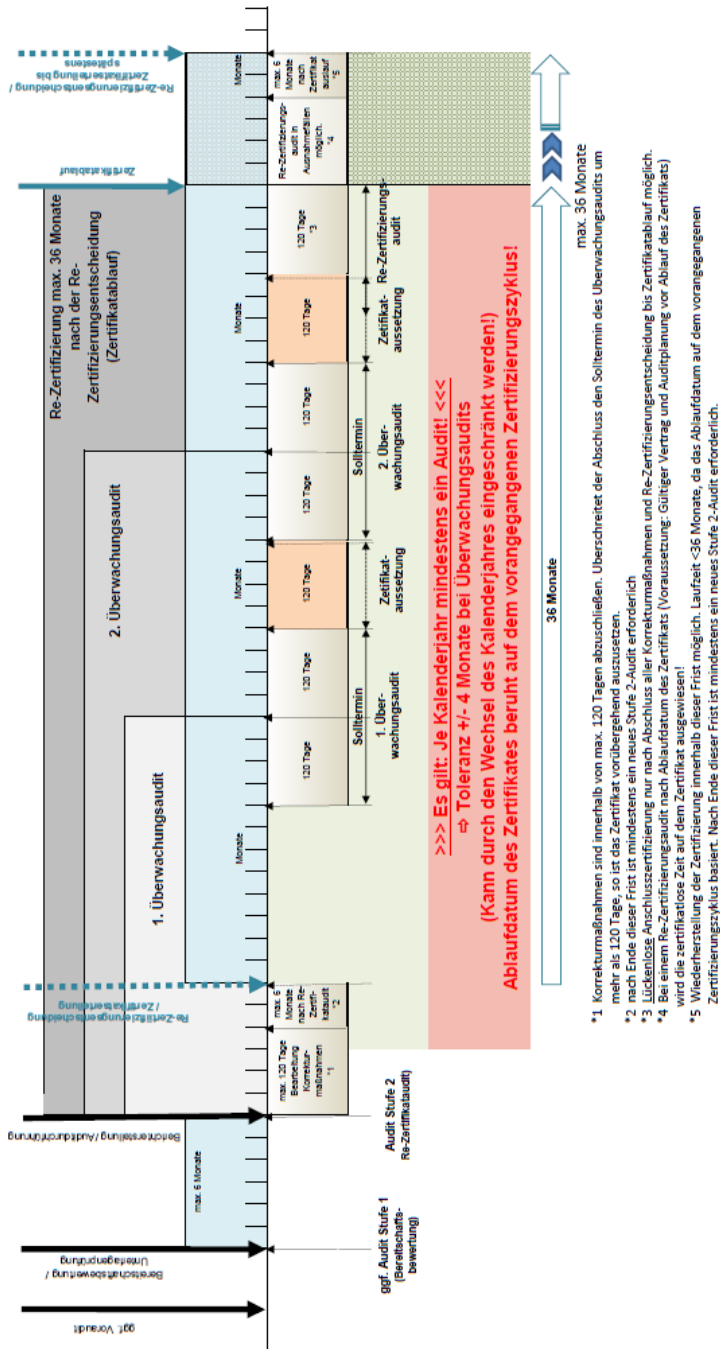 ggf. Voraudit
Bereitschaftsbewertung /
Unterlagenprüfung
Berichterstellung / Auditdurchführung
Re-Zertifizierungsentscheidung
/ Zertifikatserteilung
Zertifikatablauf
Re-Zertifizierungsentscheidung /
Zertifikatserteilung bis
spätestens
Re-Zertifizierung max. 36 Monate
nach der Re-
Zertifizierungsentscheidung
(Zertifikatablauf)
2. Überwachungsaudit
1. Überwachungsaudit
max. 6 Monate
Monate
Monate
Monate
Monate
max. 120 Tage
Bearbeitung
Korrektur-
maßnahmen
*1
max. 6
Monate
nach Re-
Zertifi-
kataudit
*2
120 Tage
120 Tage
120 Tage
120 Tage
120 Tage
120 Tage
120 Tage
*3
Re-Zertifizierungs-
audit in
Ausnahmefällen
möglich.
*4
max. 6
Monate
nach
Zertifikat
auslauf
*5
ggf. Audit Stufe 1
(Bereitschafts-
bewertung)
Audit Stufe 2
Re-Zertifikataudit)
Solltermin
1. Über-
wachungsaudit
Zetifikat-
aussetzung
Solltermin
2. Über-
wachungsaudit
Zetifikat-
aussetzung
Re-Zertifizierungs-
audit
>>> Es gilt: Je Kalenderjahr mindestens ein Audit! <<<
⇨ Toleranz +/- 4 Monate bei Überwachungsaudits
(Kann durch den Wechsel des Kalenderjahres eingeschränkt werden!)
Ablaufdatum des Zertifikates beruht auf dem vorangegangenen Zertifizierungszyklus!
36 Monate
max. 36 Monate
*1 Korrekturmaßnahmen sind innerhalb von max. 120 Tagen abzuschließen. Überschreitet der Abschluss den Solltermin des Überwachungsaudits um
mehr als 120 Tage, so ist das Zertifikat vorübergehend auszusetzen.
*2 nach Ende dieser Frist ist mindestens ein neues Stufe 2-Audit erforderlich
*3 Lückenlose Anschlusszertifizierung nur nach Abschluss aller Korrekturmaßnahmen und Re-Zertifizierungsentscheidung bis Zertifikatablauf möglich.
*4 Bei einem Re-Zertifizierungsaudit nach Ablaufdatum des Zertifikats (Voraussetzung: Gültiger Vertrag und Auditplanung vor Ablauf des Zertifikats)
wird die zertifikatlose Zeit auf dem Zertifikat ausgewiesen!
*5 Wiederherstellung der Zertifizierung innerhalb dieser Frist möglich. Laufzeit <36 Monate, da das Ablaufdatum auf dem vorangegangenen
Zertifizierungszyklus basiert. Nach Ende dieser Frist ist mindestens ein neues Stufe 2-Audit erforderlich.